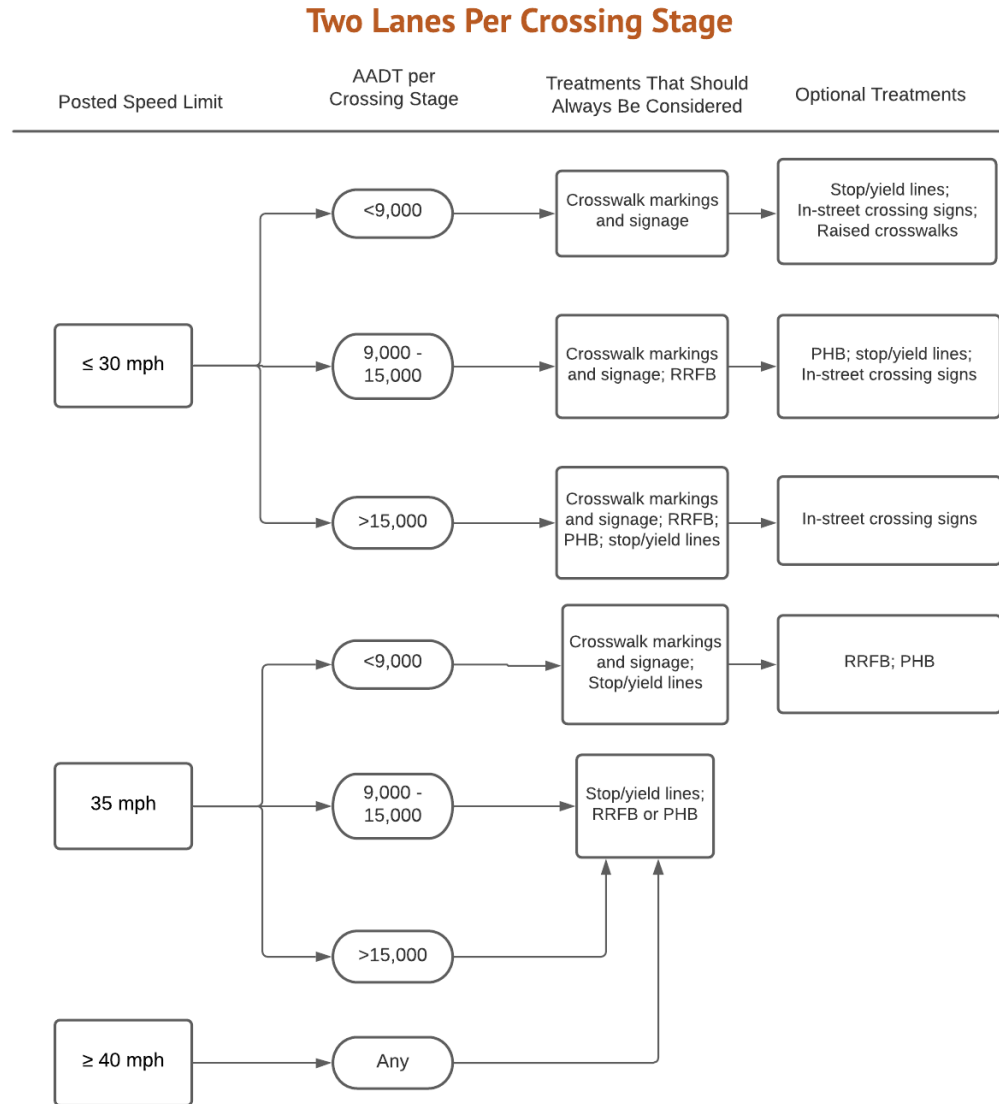 Two Lanes Per Crossing Stage
Posted Speed Limit
AADT per
Crossing Stage
Treatments That Should
Always Be Considered
Optional Treatments
≤ 30 mph
<9,000
Crosswalk markings
and signage
Stop/yield lines;
In-street crossing signs;
Raised crosswalks
9,000 -
15,000
Crosswalk markings
and signage; RRFB
PHB; stop/yield lines;
In-street crossing signs
>15,000
Crosswalk markings
and signage; RRFB;
PHB; stop/yield lines
In-street crossing signs
35 mph
<9,000
Crosswalk markings
and signage;
Stop/yield lines
RRFB; PHB
9,000 -
15,000
Stop/yield lines;
RRFB or PHB
>15,000
≥ 40 mph
Any